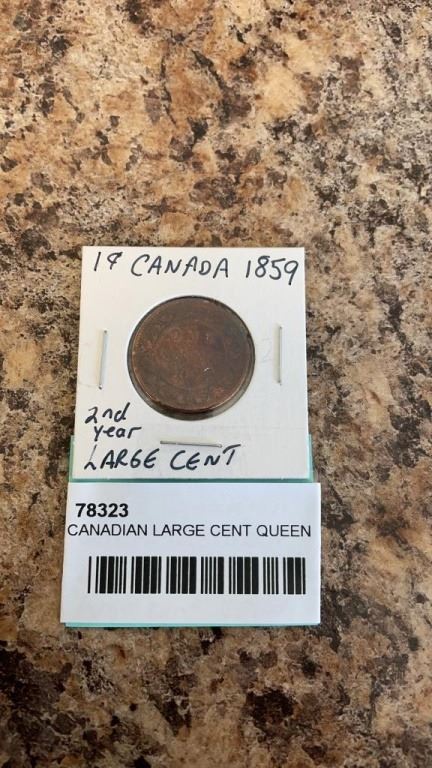 1¢ CANADA 1859
2nd
year
LARGE CENT
78323
CANADIAN LARGE CENT QUEEN